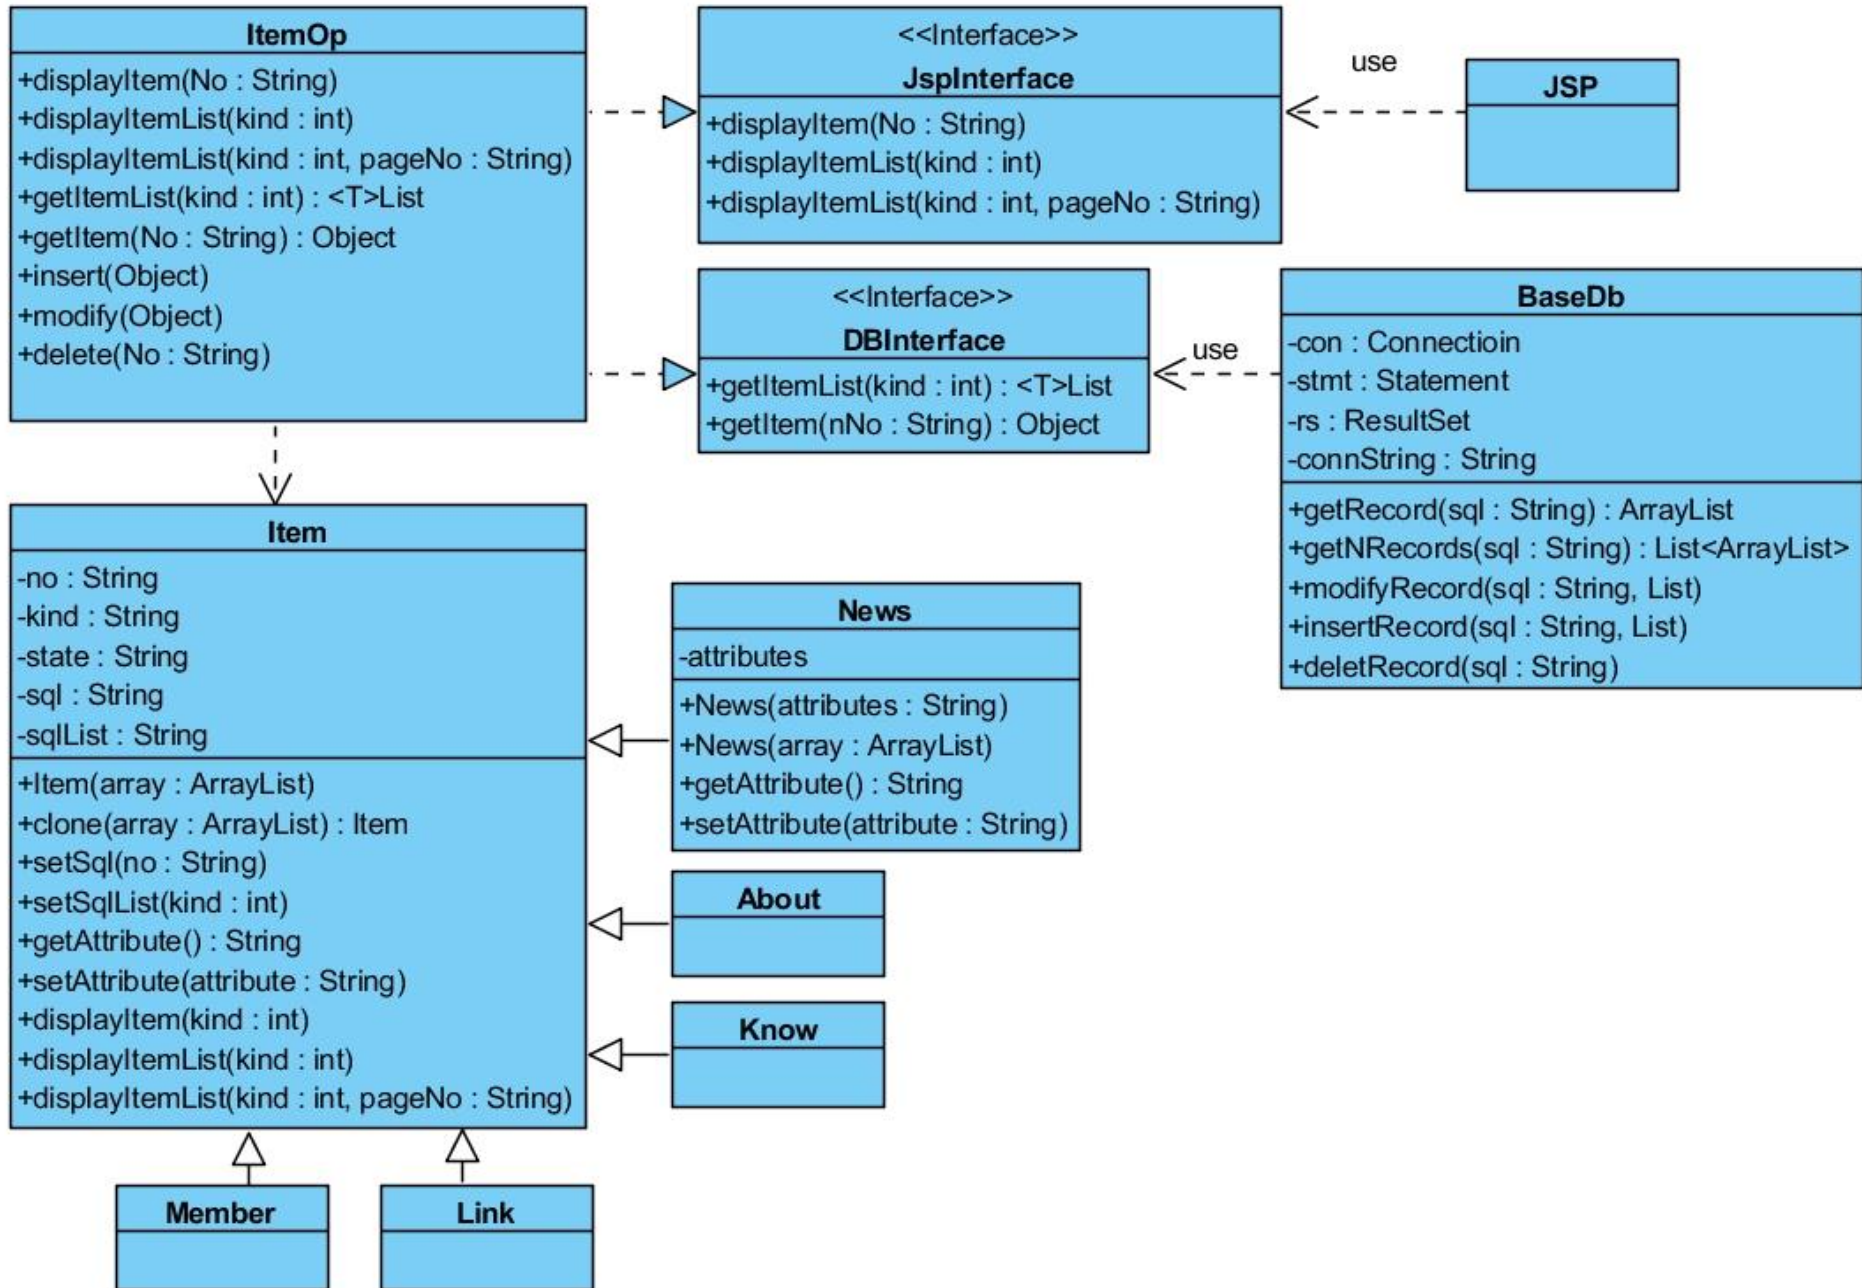 ItemOp
+displayItem(No : String)
+displayItemList(kind : int)
+displayItemList(kind : int, pageNo : String)
+getItemList(kind : int) : <T>List
+getItem(No : String) : Object
+insert(Object)
+modify(Object)
+delete(No : String)
<<Interface>>
JspInterface
+displayItem(No : String)
+displayItemList(kind : int)
+displayItemList(kind : int, pageNo : String)
use
JSP
<<Interface>>
DBInterface
+getItemList(kind : int) : <T>List
+getItem(nNo : String) : Object
use
BaseDb
-con : Connectioin
-stmt : Statement
-rs : ResultSet
-connString : String
+getRecord(sql : String) : ArrayList
+getNRecords(sql : String) : List<ArrayList>
+modifyRecord(sql : String, List)
+insertRecord(sql : String, List)
+deletRecord(sql : String)
Item
-no : String
-kind : String
-state : String
-sql : String
-sqlList : String
+Item(array : ArrayList)
+clone(array : ArrayList) : Item
+setSql(no : String)
+setSqlList(kind : int)
+getAttribute() : String
+setAttribute(attribute : String)
+displayItem(kind : int)
+displayItemList(kind : int)
+displayItemList(kind : int, pageNo : String)
News
-attributes
+News(attributes : String)
+News(array : ArrayList)
+getAttribute() : String
+setAttribute(attribute : String)
About
Know
Member
Link